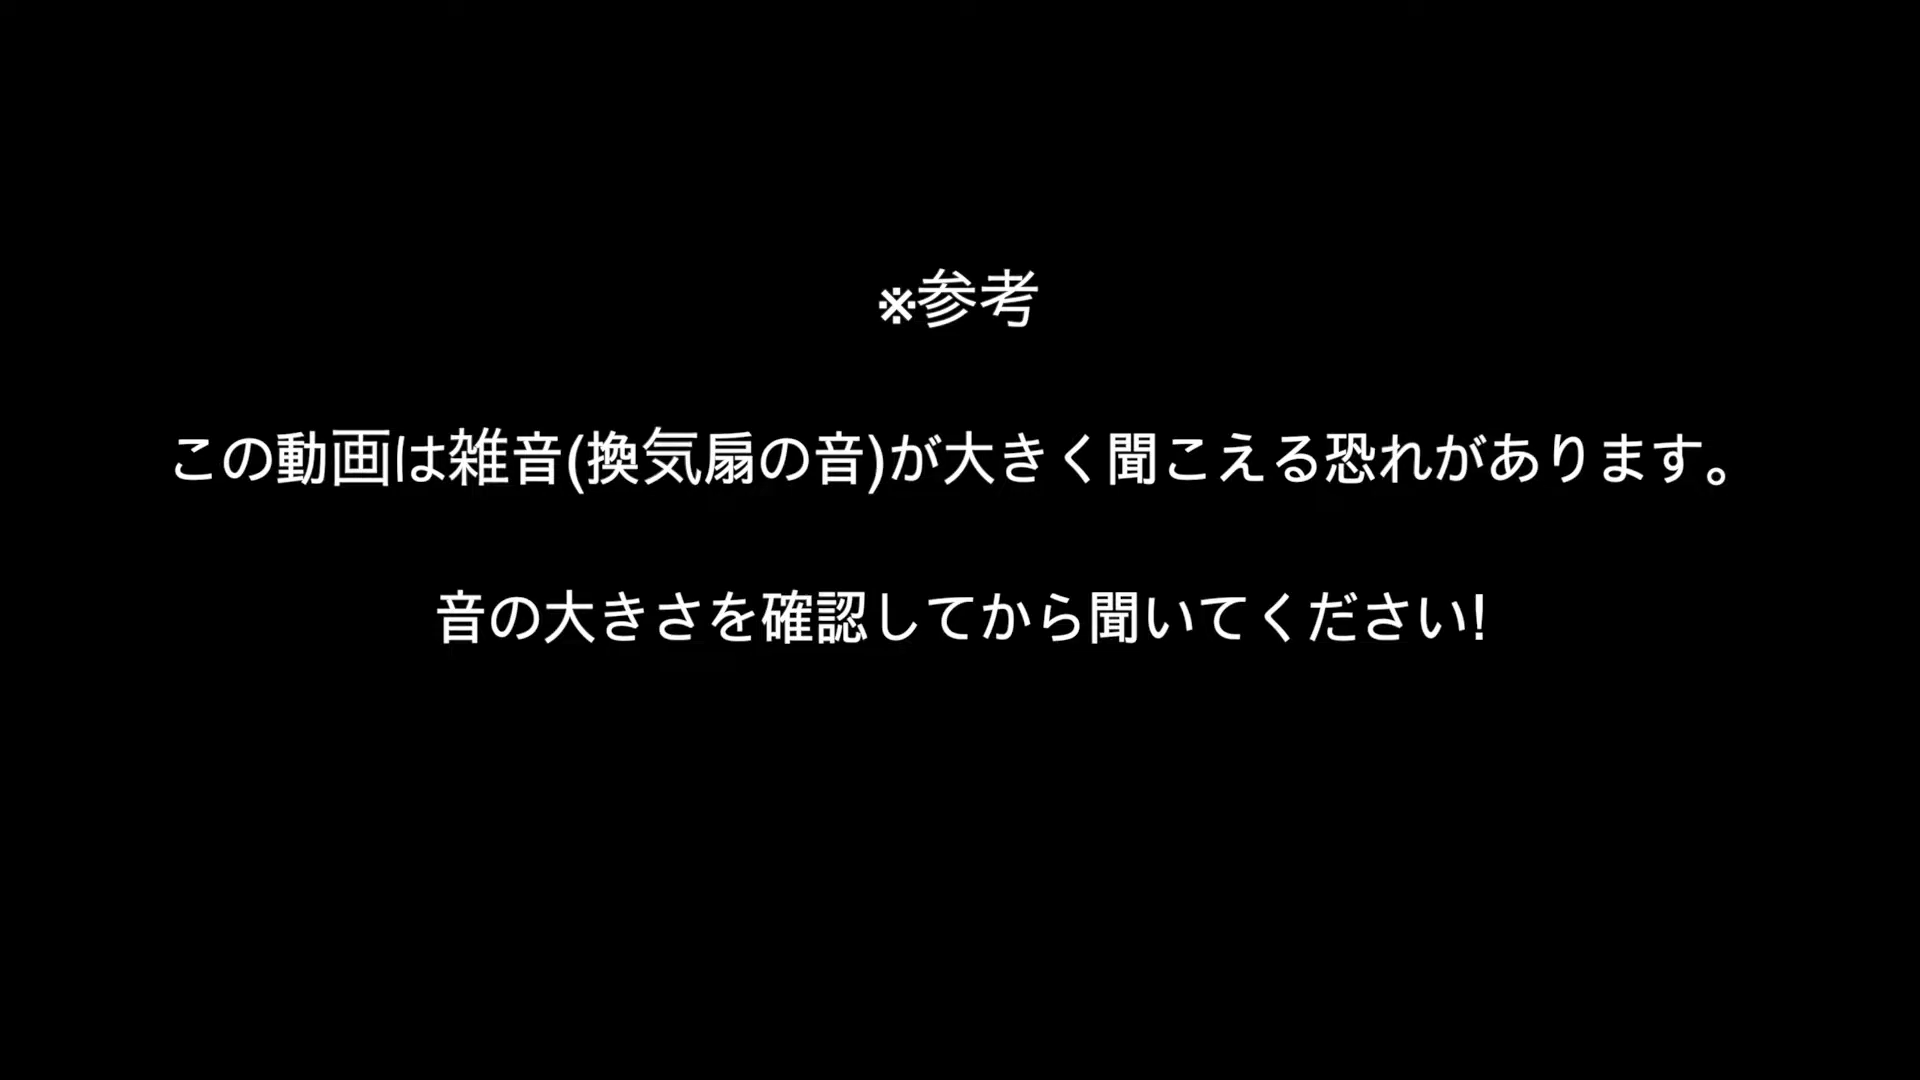 ※参考
この動画は雑音(換気扇の音)が大きく聞こえる恐れがあります。
音の大きさを確認してから聞いてください!